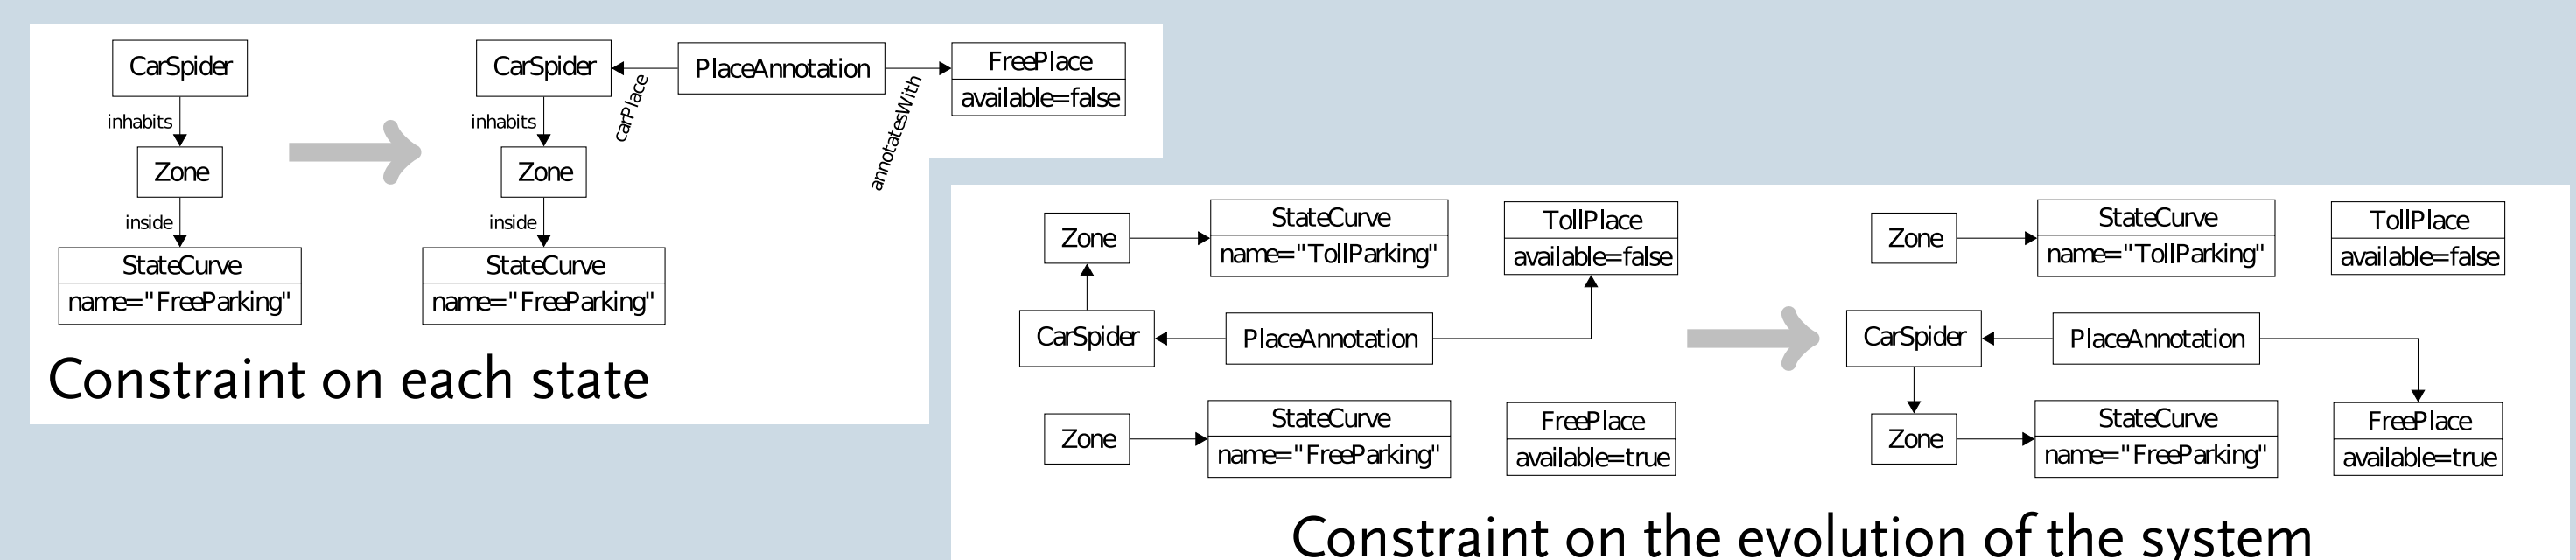 CarSpider
inhabits
Zone
inside
StateCurve
name="FreeParking"
CarSpider
carPlace
PlaceAnnotation
annotatesWith
FreePlace
available=false
inhabits
Zone
inside
StateCurve
name="FreeParking"
Constraint on each state
Zone
StateCurve
name="TollParking"
TollPlace
available=false
CarSpider
PlaceAnnotation
Zone
StateCurve
name="FreeParking"
FreePlace
available=true
Zone
StateCurve
name="TollParking"
TollPlace
available=false
CarSpider
PlaceAnnotation
Zone
StateCurve
name="FreeParking"
FreePlace
available=true
Constraint on the evolution of the system